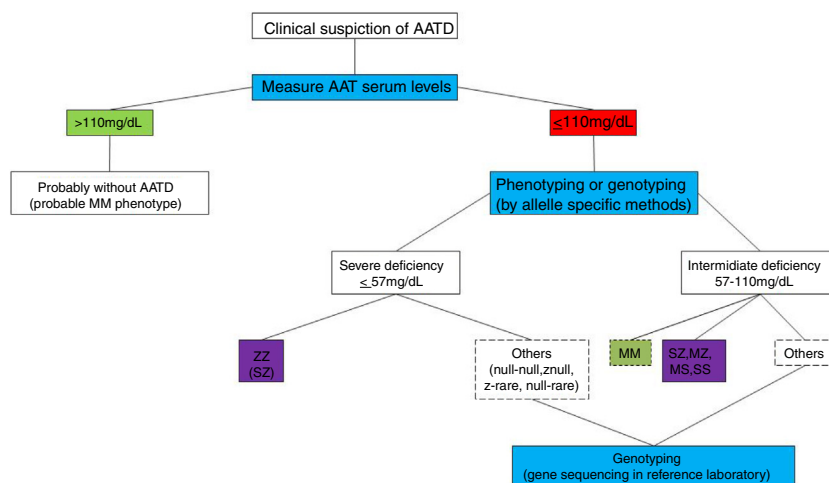 Clinical suspicion of AATD
Measure AAT serum levels
>110mg/dL
≤110mg/dL
Probably without AATD
(probable MM phenotype)
Phenotyping or genotyping
(by allele specific methods)
Severe deficiency
≤ 57mg/dL
Intermidiate deficiency
57-110mg/dL
ZZ
(SZ)
Others
(null-null,znull,
z-rare, null-rare)
MM
SZ,MZ,
MS,SS
Others
Genotyping
(gene sequencing in reference laboratory)